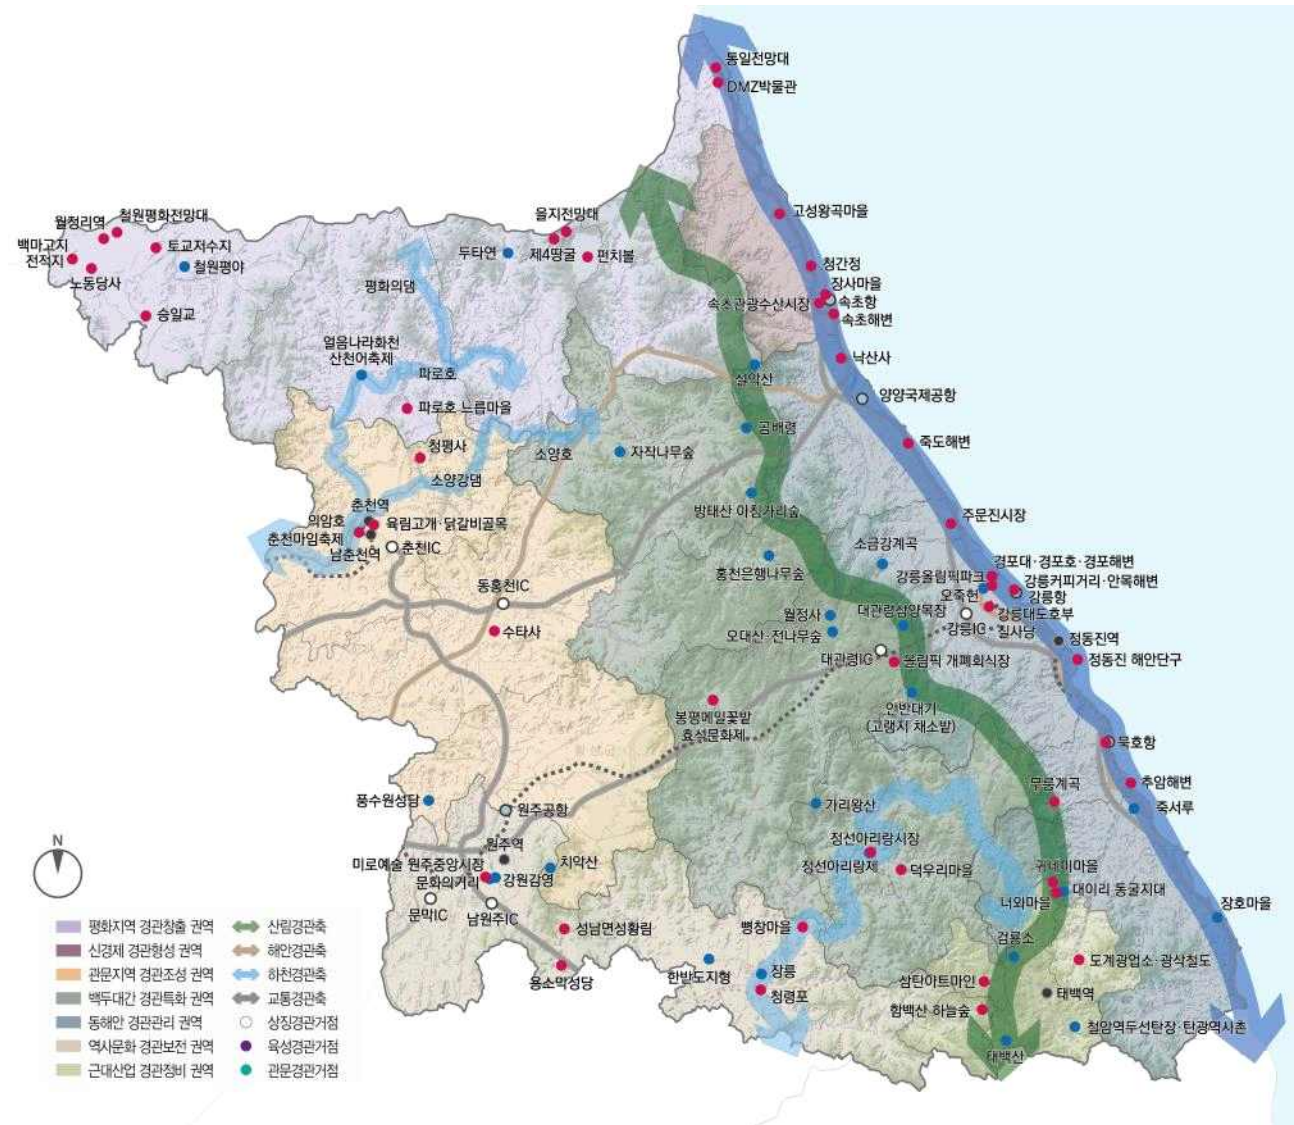 통일전망대
DMZ박물관
고성왕곡마을
청간정
장사마을
속초관광수산시장
속초항
속초해변
낙산사
양양국제공항
죽도해변
주문진시장
월정리역
철원평화전망대
백마고지
전적지
토교저수지
철원평야
노동당사
승일교
을지전망대
두타연
제4땅굴
펀치볼
평화의댐
얼음나라화천
산천어축제
파로호
파로호 느릅마을
청평사
소양호
소양강댐
자작나무숲
설악산
곰배령
방태산 아침가리숲
춘천역
의암호
육림고개·닭갈비골목
춘천마임축제
남춘천역
춘천IC
동홍천IC
수타사
홍천은행나무숲
소금강계곡
경포대·경포호·경포해변
강릉올림픽파크
강릉커피거리·안목해변
오죽헌
강릉항
강릉대도호부
칠사당
강릉IC
월정사
오대산·전나무숲
대관령삼양목장
대관령IC
올림픽 개폐회식장
정동진역
정동진 해안단구
봉평메밀꽃밭
효석문화제
안반대기
(고랭지 채소밭)
묵호항
추암해변
죽서루
무릉계곡
풍수원성당
원주공항
원주역
미로예술 원주중앙시장
문화의거리
강원감영
치악산
문막IC
남원주IC
성남면성황림
용소막성당
가리왕산
정선아리랑시장
정선아리랑제
덕우리마을
귀네미마을
대이리 동굴지대
너와마을
장호마을
검룡소
뼝창마을
한반도지형
장릉
청령포
삼탄아트마인
도계광업소·광삭철도
함백산·하늘숲
태백역
철암역두선탄장·탄광역사촌
태백산
N
평화지역 경관창출 권역
신경제 경관형성 권역
관문지역 경관조성 권역
백두대간 경관특화 권역
동해안 경관관리 권역
역사문화 경관보전 권역
근대산업 경관정비 권역
산림경관축
해안경관축
하천경관축
교통경관축
상징경관거점
육성경관거점
관문경관거점